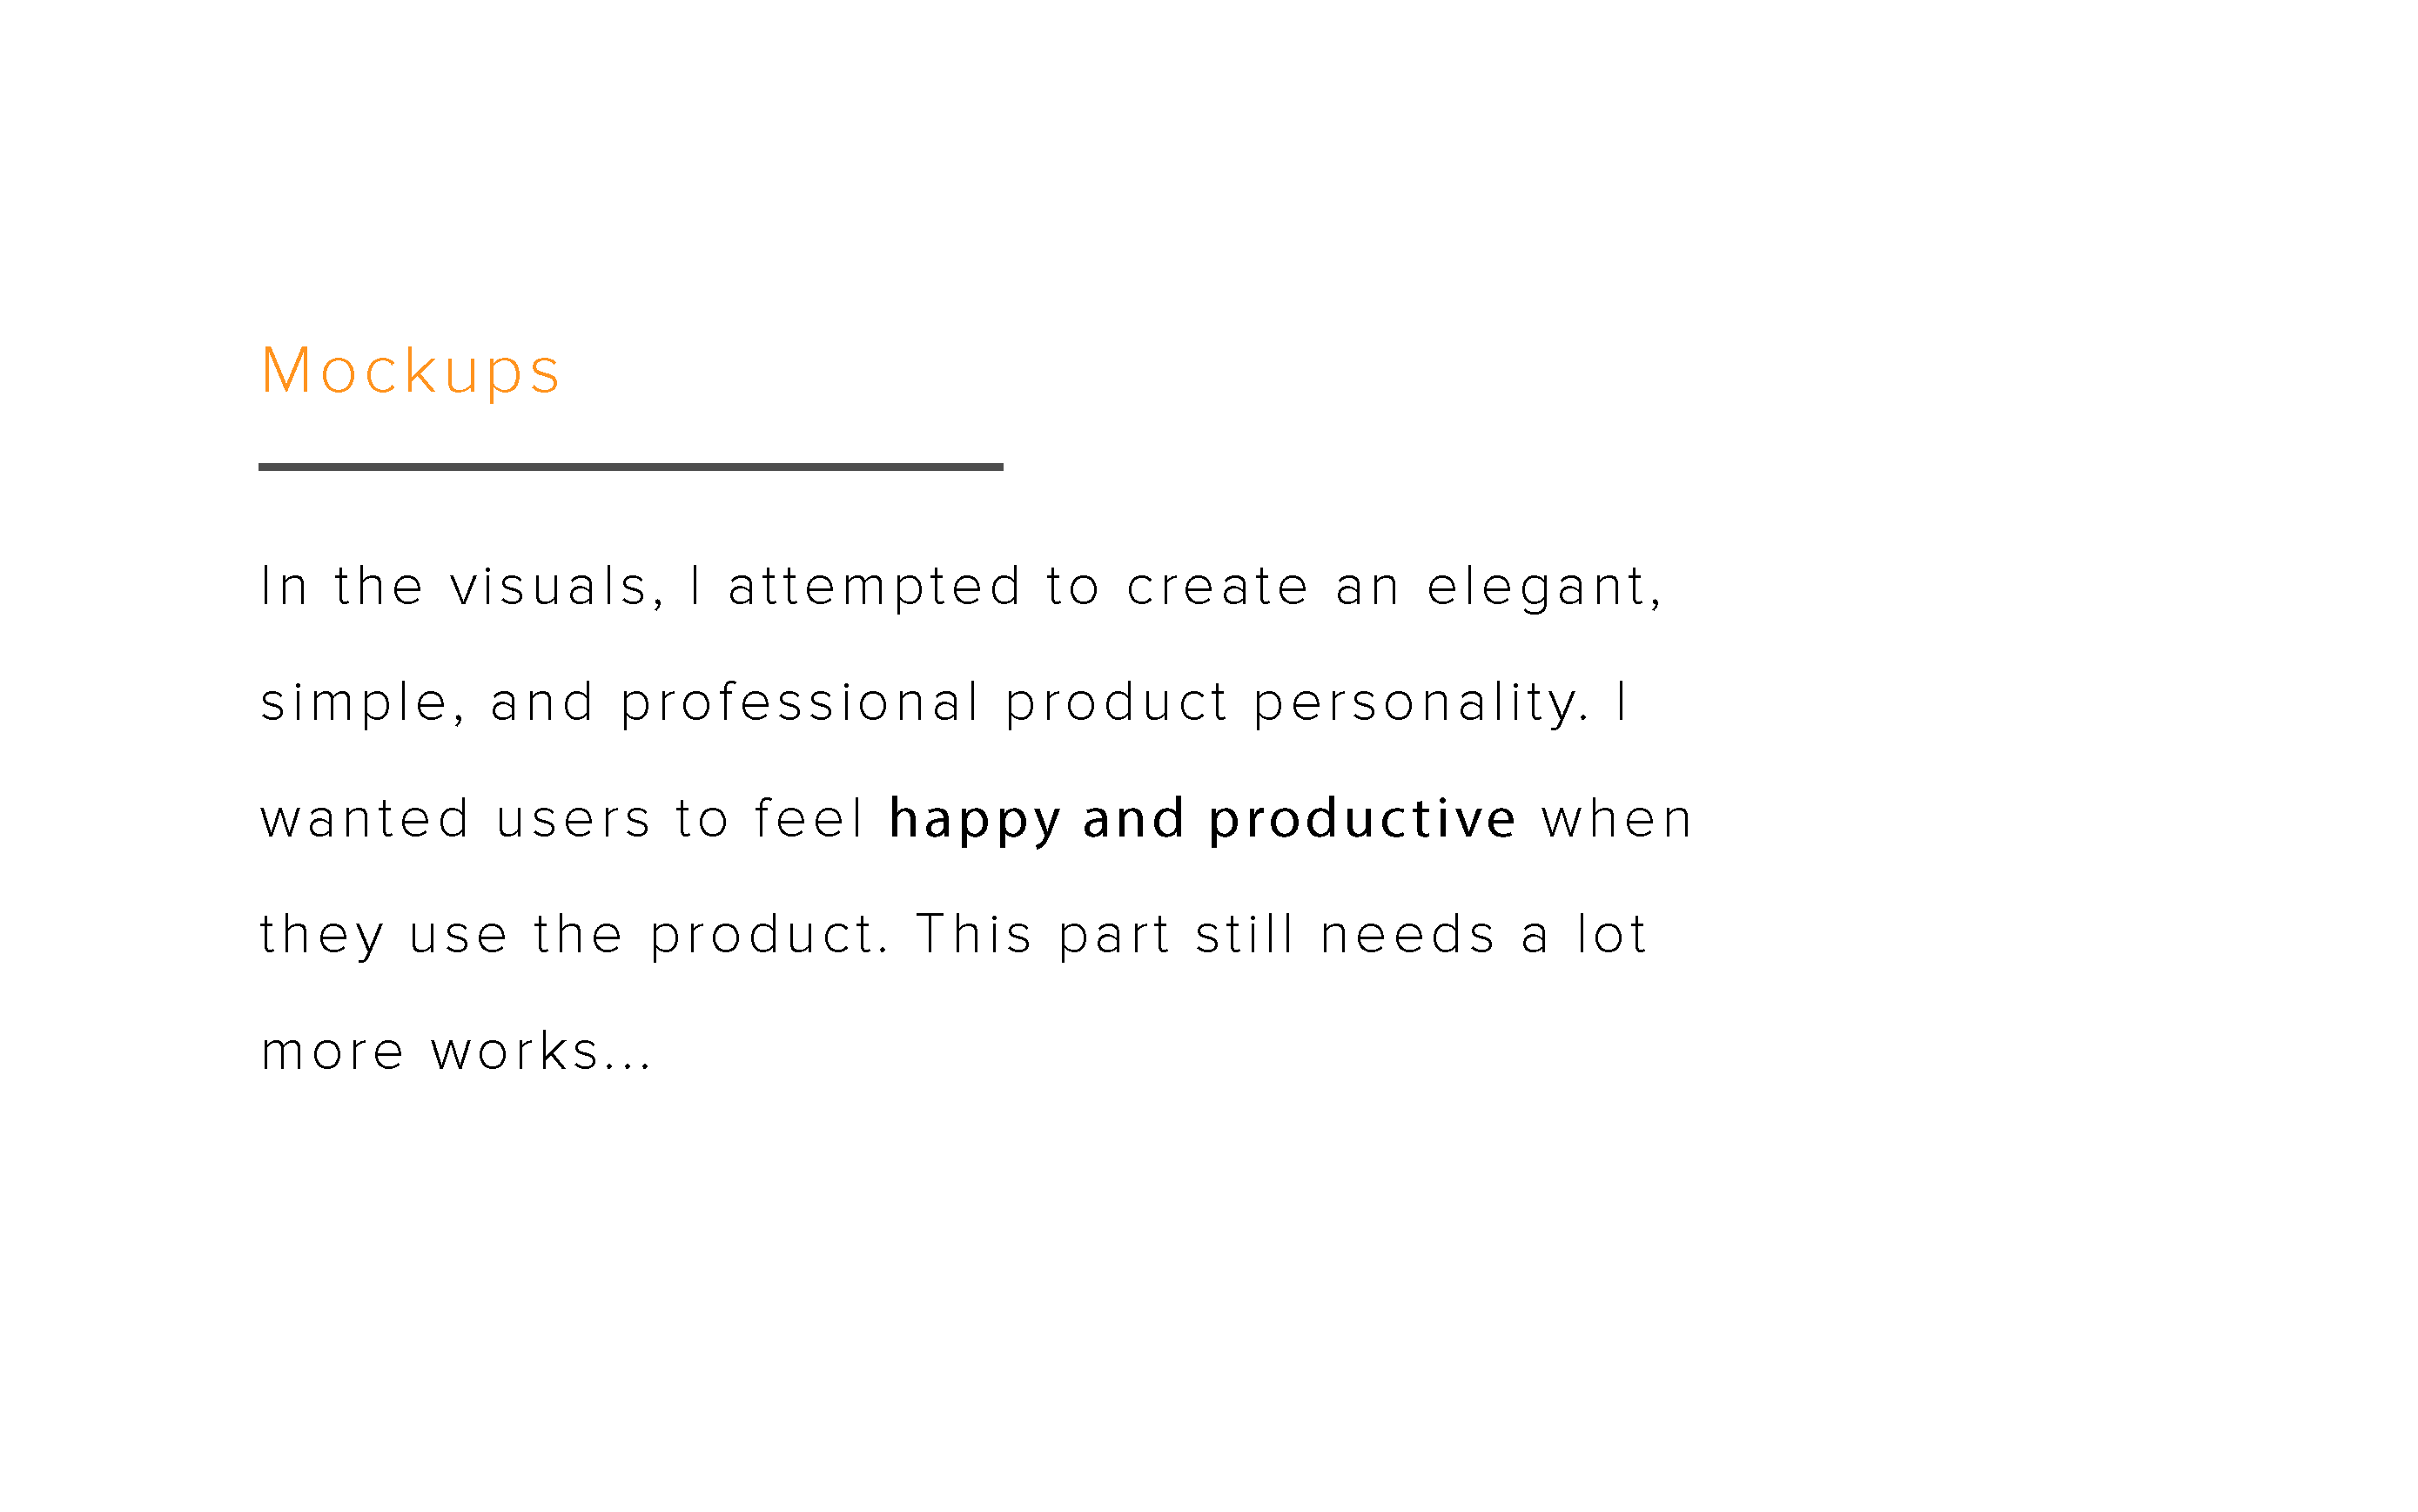 Mockups
In the visuals, I attempted to create an elegant,
simple, and professional product personality. I
wanted users to feel happy and productive when
they use the product. This part still needs a lot
more works...